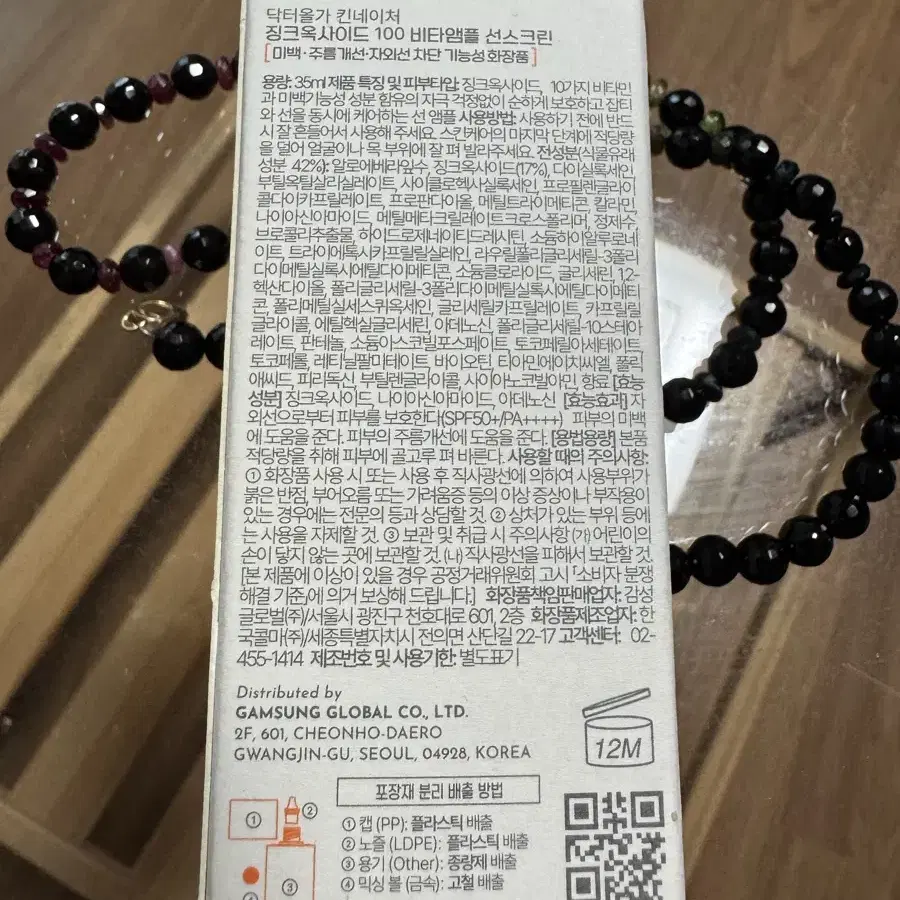 닥터올가 킨네이처
징크옥사이드 100 비타앰플 선스크린
[미백·주름개선·자외선 차단 기능성 화장품]
용량: 35ml 제품 특징 및 피부타입: 징크옥사이드, 10가지 비타민
과 미백기능성 성분 함유의 자극 걱정없이 순하게 보호하고 잡티
와 선을 동시에 케어하는 선 앰플 사용방법: 사용하기 전에 반드
시 잘 흔들어서 사용해 주세요. 스킨케어의 마지막 단계에 적당량
을 덜어 얼굴이나 목 부위에 잘 펴 발라주세요. 전성분(식물유래
성분 42%): 알로에베라잎수, 징크옥사이드(17%), 다이실록세인
부틸옥틸살리실레이트, 사이클로헥사실록세인, 프로필렌글라이
콜다이카프릴레이트, 프로판다이올, 메틸트라이메티콘, 칼라민,
나이아신아마이드, 메틸메타크릴레이트크로스폴리머, 정제수,
브로콜리추출물, 하이드로제네이티드레시틴, 소듐하이알루로네
이트, 트라이에톡시카프릴릴실레인, 라우릴폴리글리세릴-3폴리
다이메틸실록시에틸다이메티콘, 소듐클로라이드, 글리세린, 1,2-
헥산다이올, 폴리글리세릴-3폴리다이메틸실록시에틸다이메티
콘, 폴리메틸실세스퀴옥세인, 글리세릴카프릴레이트, 카프릴릴
글라이콜, 에틸헥실글리세린, 아데노신, 폴리글리세릴-10스테아
레이트, 판테놀, 소듐아스코빌포스페이트, 토코페릴아세테이트,
토코페롤, 레티닐팔미테이트, 바이오틴, 티아민에이치씨엘, 폴릭
애씨드, 피리독신, 부틸렌글라이콜, 사이아노코발아민, 향료 [효능
성분] 징크옥사이드, 나이아신아마이드, 아데노신 [효능효과] 자
외선으로부터 피부를 보호한다(SPF50+/PA++++) 피부의 미백
에 도움을 준다. 피부의 주름개선에 도움을 준다. [용법용량] 본품
적당량을 취해 피부에 골고루 펴 바른다. 사용할 때의 주의사항:
① 화장품 사용 시 또는 사용 후 직사광선에 의하여 사용부위가
붉은 반점, 부어오름 또는 가려움증 등의 이상 증상이나 부작용이
있는 경우에는 전문의 등과 상담할 것. ② 상처가 있는 부위 등에
는 사용을 자제할 것. ③ 보관 및 취급 시 주의사항 (가) 어린이의
손이 닿지 않는 곳에 보관할 것. (나) 직사광선을 피해서 보관할 것.
[본 제품에 이상이 있을 경우 공정거래위원회 고시 「소비자 분쟁
해결 기준」에 의거 보상해 드립니다.] 화장품책임판매업자: 감성
글로벌(주)/서울시 광진구 천호대로 601, 2층 화장품제조업자: 한
국콜마(주)/세종특별자치시 전의면 산단길 22-17 고객센터: 02-
455-1414 제조번호 및 사용기한: 별도표기
Distributed by
GAMSUNG GLOBAL CO., LTD.
2F, 601, CHEONHO-DAERO
GWANGJIN-GU, SEOUL, 04928, KOREA
12M
포장재 분리 배출 방법
① 캡 (PP): 플라스틱 배출
② 노즐 (LDPE): 플라스틱 배출
③ 용기 (Other): 종량제 배출
④ 믹싱 볼 (금속): 고철 배출
①
②
③
④